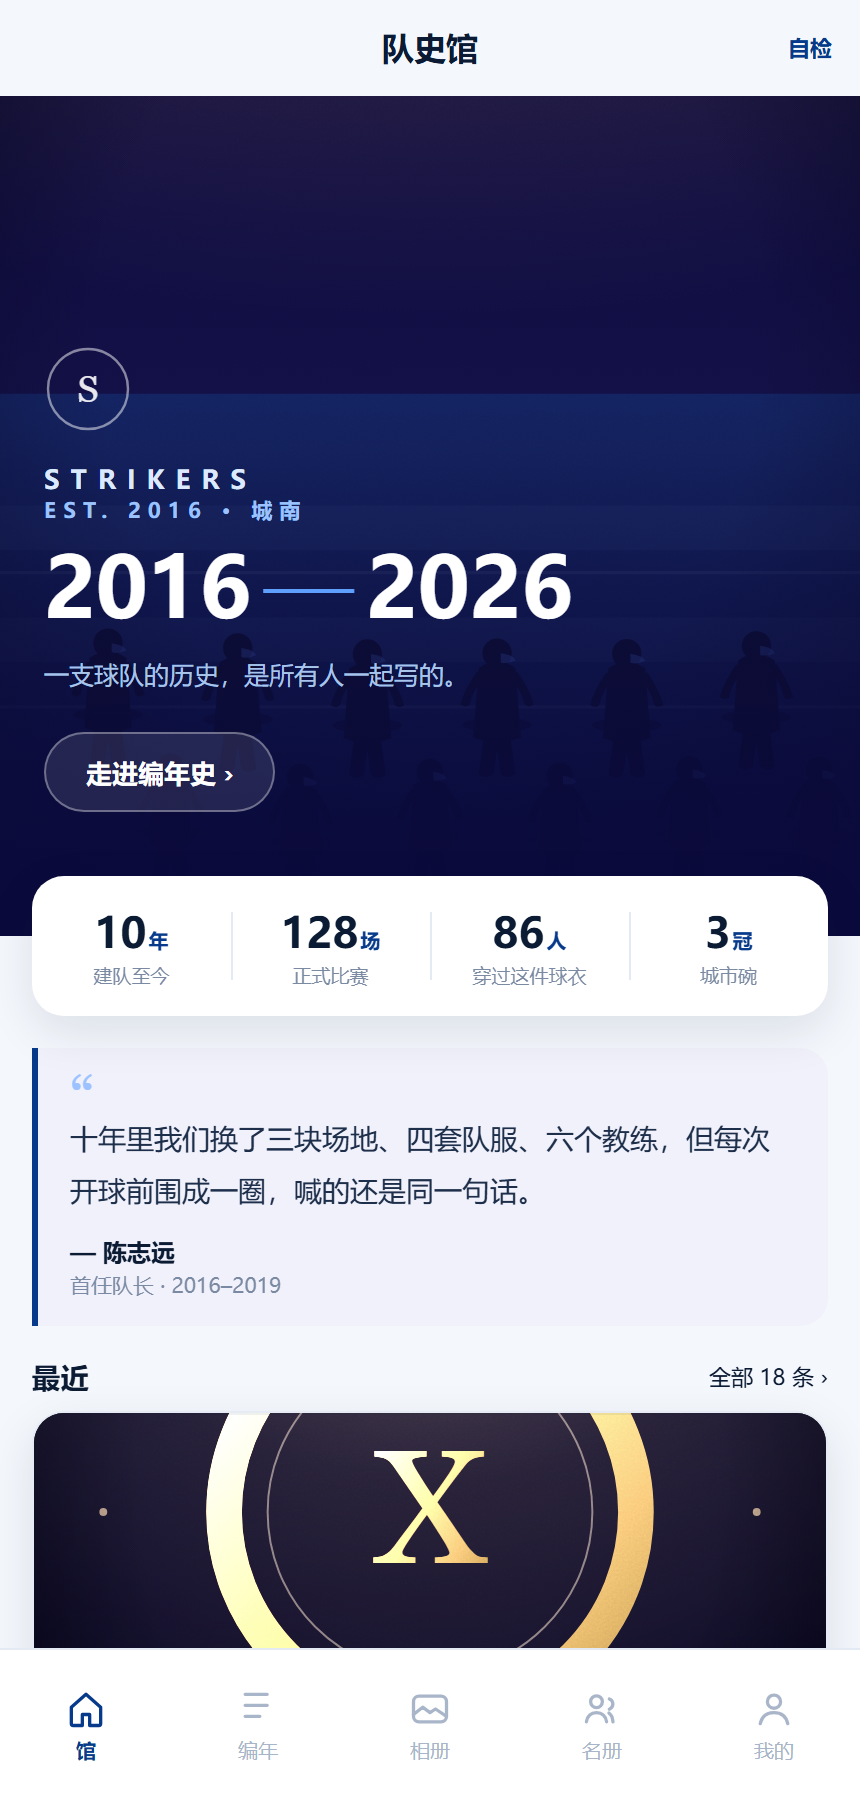 队史馆
自检
S
STRIKERS
EST. 2016 • 城南
2016——2026
一支球队的历史，是所有人一起写的。
走进编年史 ›
10年
建队至今
128场
正式比赛
86人
穿过这件球衣
3冠
城市碗
“
十年里我们换了三块场地、四套队服、六个教练，但每次
开球前围成一圈，喊的还是同一句话。
— 陈志远
首任队长 · 2016–2019
最近
全部 18 条 ›
X
馆
编年
相册
名册
我的